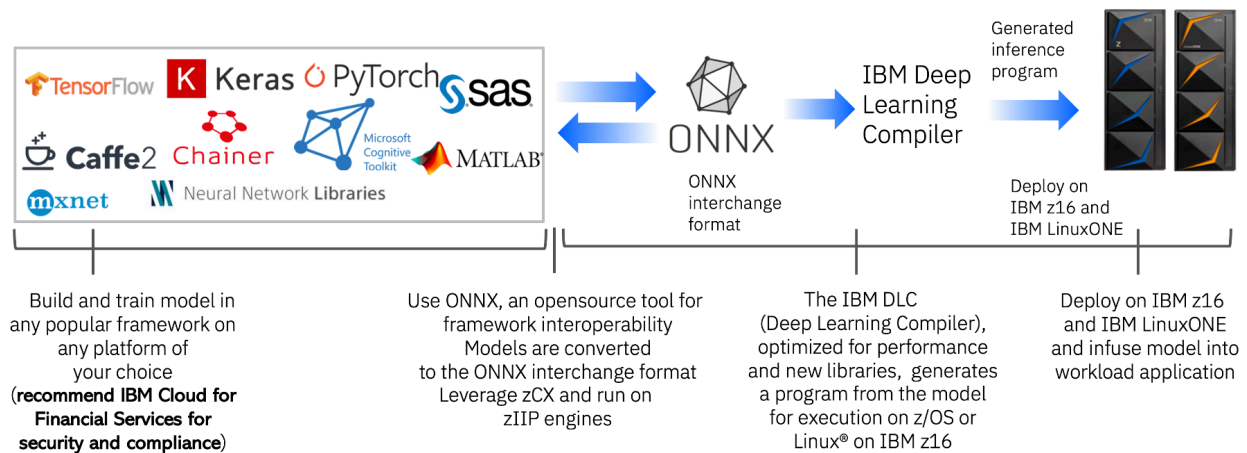 TensorFlow
Keras
PyTorch
sas
Caffe2
Chainer
Microsoft
Cognitive
Toolkit
MATLAB®
mxnet
Neural Network Libraries
ONNX
ONNX
interchange
format
IBM Deep
Learning
Compiler
Generated
inference
program
Z
Deploy on
IBM z16 and
IBM LinuxONE
Build and train model in
any popular framework on
any platform of
your choice
(recommend IBM Cloud for
Financial Services for
security and compliance)
Use ONNX, an opensource tool for
framework interoperability
Models are converted
to the ONNX interchange format
Leverage zCX and run on
zIIP engines
The IBM DLC
(Deep Learning Compiler),
optimized for performance
and new libraries, generates
a program from the model
for execution on z/OS or
Linux® on IBM z16
Deploy on IBM z16
and IBM LinuxONE
and infuse model into
workload application